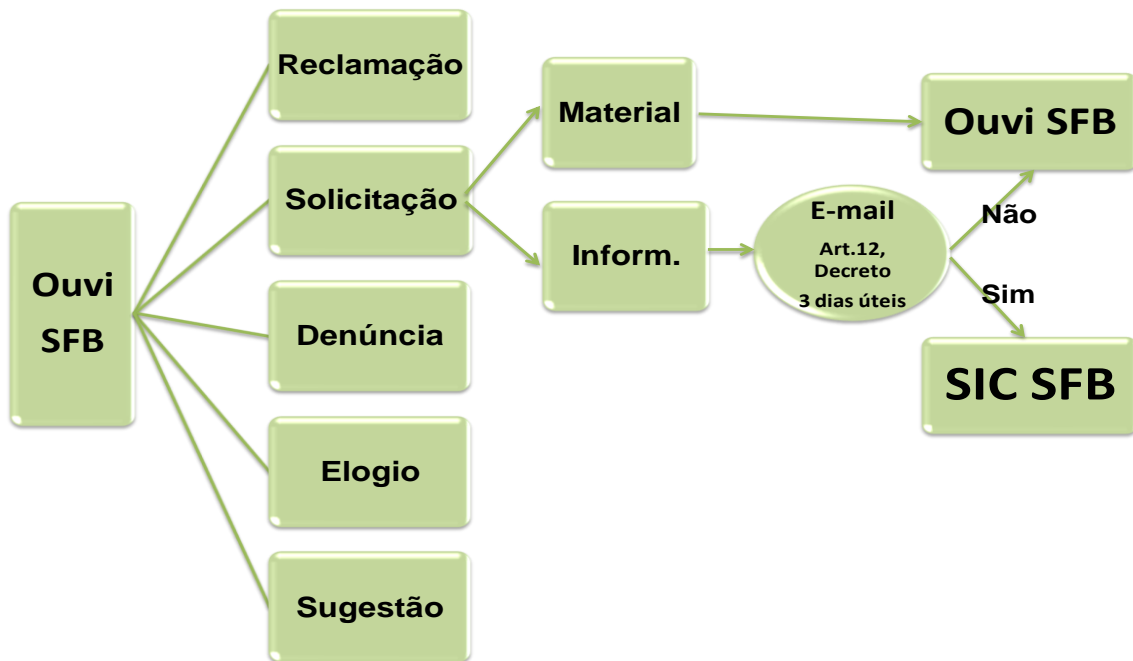 Ouvi
SFB
Reclamação
Solicitação
Denúncia
Elogio
Sugestão
Material
Inform.
E-mail
Art.12,
Decreto
3 dias úteis
Não
Sim
Ouvi SFB
SIC SFB